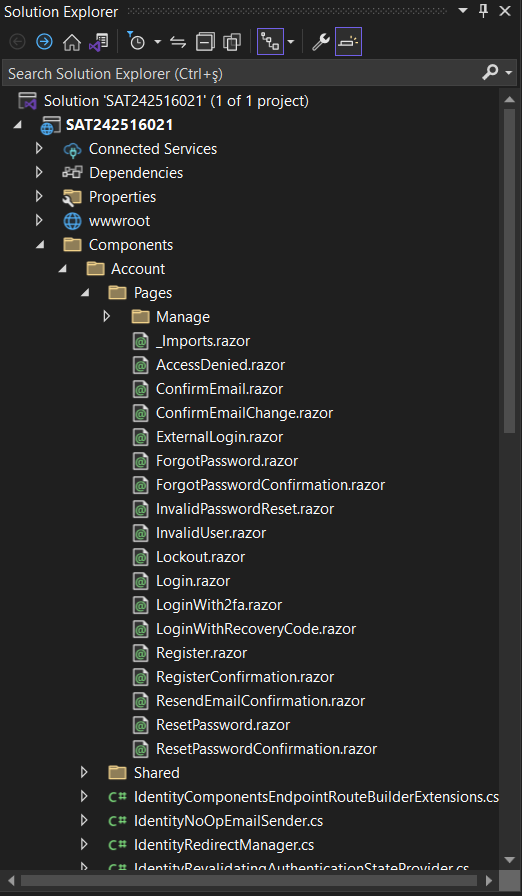 Solution Explorer
Search Solution Explorer (Ctrl+ş)
Solution 'SAT242516021' (1 of 1 project)
SAT242516021
Connected Services
Dependencies
Properties
wwwroot
Components
Account
Pages
Manage
_Imports.razor
AccessDenied.razor
ConfirmEmail.razor
ConfirmEmailChange.razor
ExternalLogin.razor
ForgotPassword.razor
ForgotPasswordConfirmation.razor
InvalidPasswordReset.razor
InvalidUser.razor
Lockout.razor
Login.razor
LoginWith2fa.razor
LoginWithRecoveryCode.razor
Register.razor
RegisterConfirmation.razor
ResendEmailConfirmation.razor
ResetPassword.razor
ResetPasswordConfirmation.razor
Shared
C# IdentityComponentsEndpointRouteBuilderExtensions.cs
C# IdentityNoOpEmailSender.cs
C# IdentityRedirectManager.cs
C# IdentityRevalidatingAuthenticationStateProvider.cs